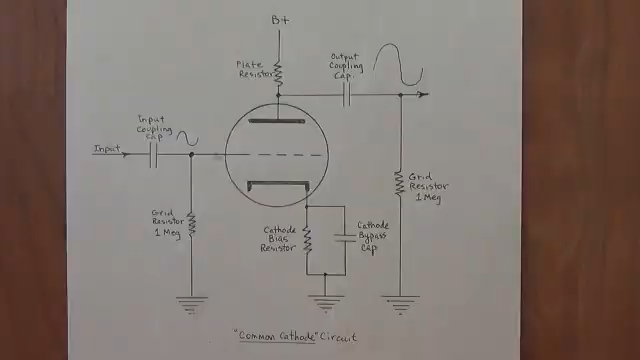 B+
Plate
Resistor
Output
Coupling
Cap.
Input
Coupling
Cap
Input
Grid
Resistor
1 Meg
Grid
Resistor
1 Meg
Cathode
Bias
Resistor
Cathode
Bypass
Cap
"Common Cathode" Circuit